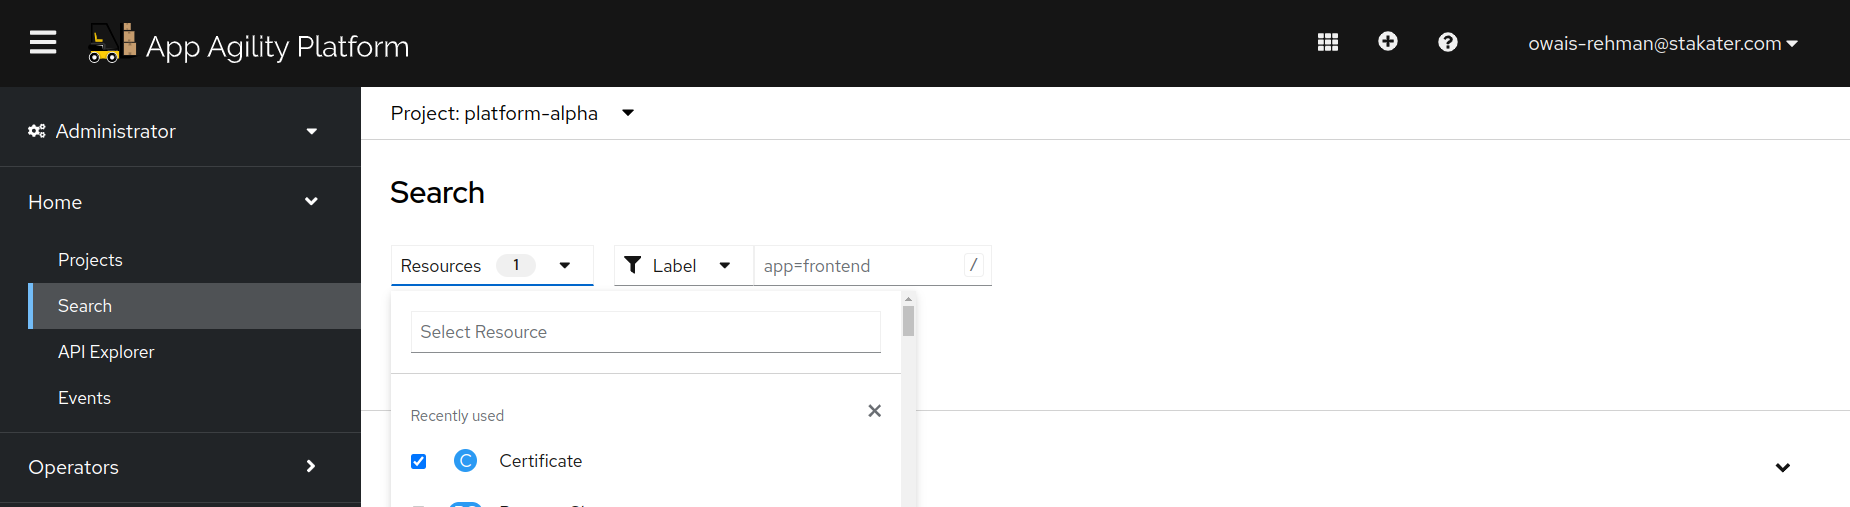 App Agility Platform
owais-rehman@stakater.com
Administrator
Home
Projects
Search
API Explorer
Events
Operators
Project: platform-alpha
Search
Resources 1
Label
app=frontend /
Select Resource
Recently used
C Certificate